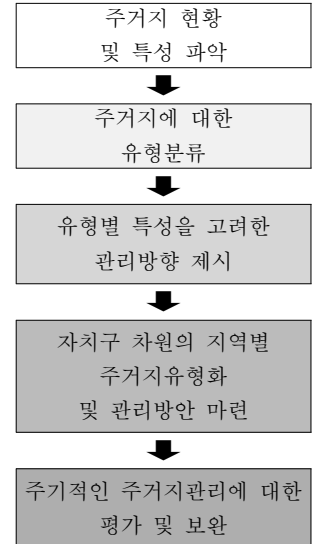 주거지 현황
및 특성 파악
주거지에 대한
유형분류
유형별 특성을 고려한
관리방향 제시
자치구 차원의 지역별
주거지유형화
및 관리방안 마련
주기적인 주거지관리에 대한
평가 및 보완